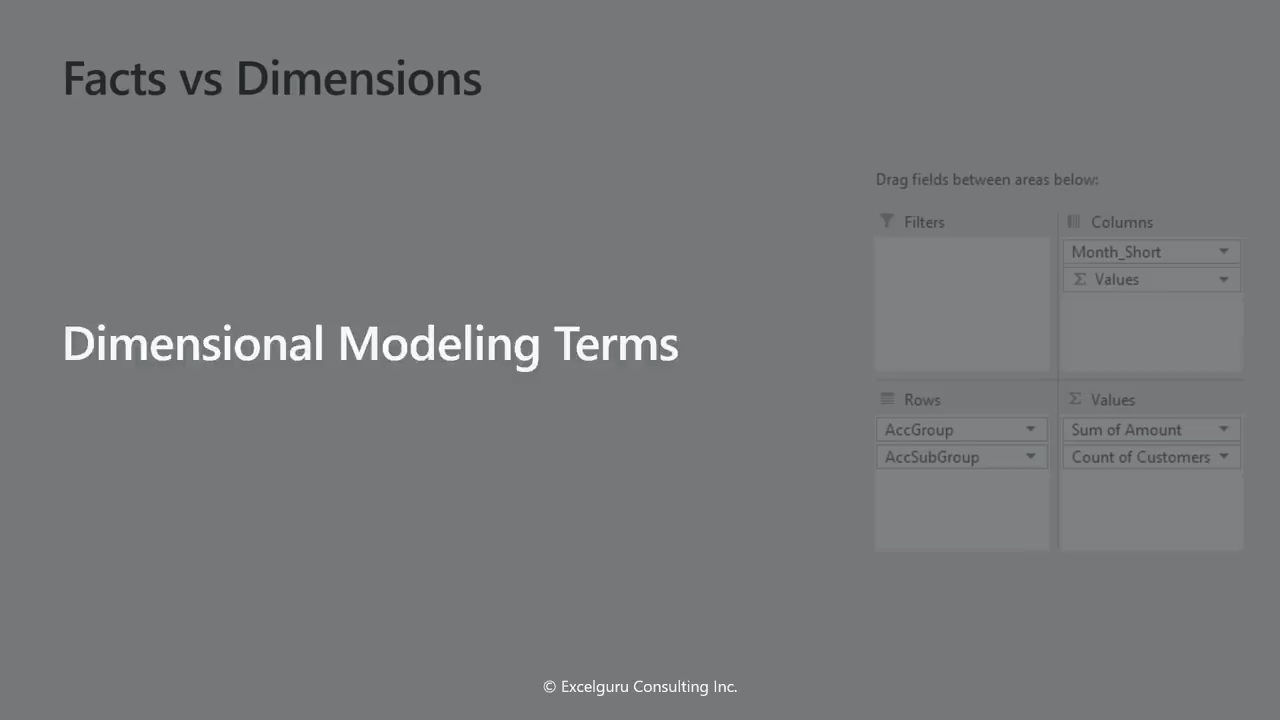 Facts vs Dimensions
Dimensional Modeling Terms
Drag fields between areas below:
Filters
Columns
Month_Short
Σ Values
Rows
Σ Values
AccGroup
Sum of Amount
AccSubGroup
Count of Customers
© Excelguru Consulting Inc.